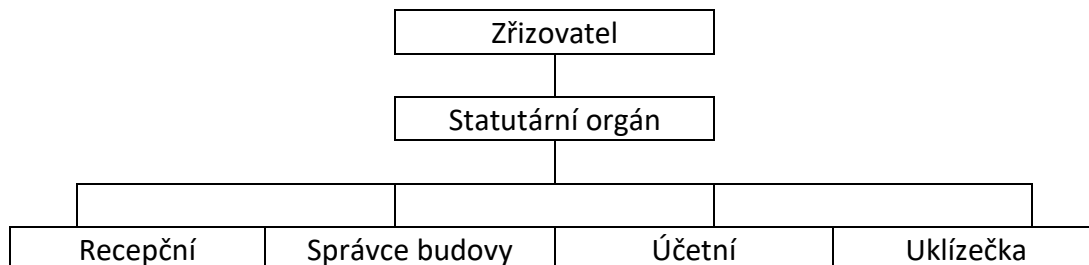 Zřizovatel
Statutární orgán
Recepční Správce budovy Účetní Uklízečka